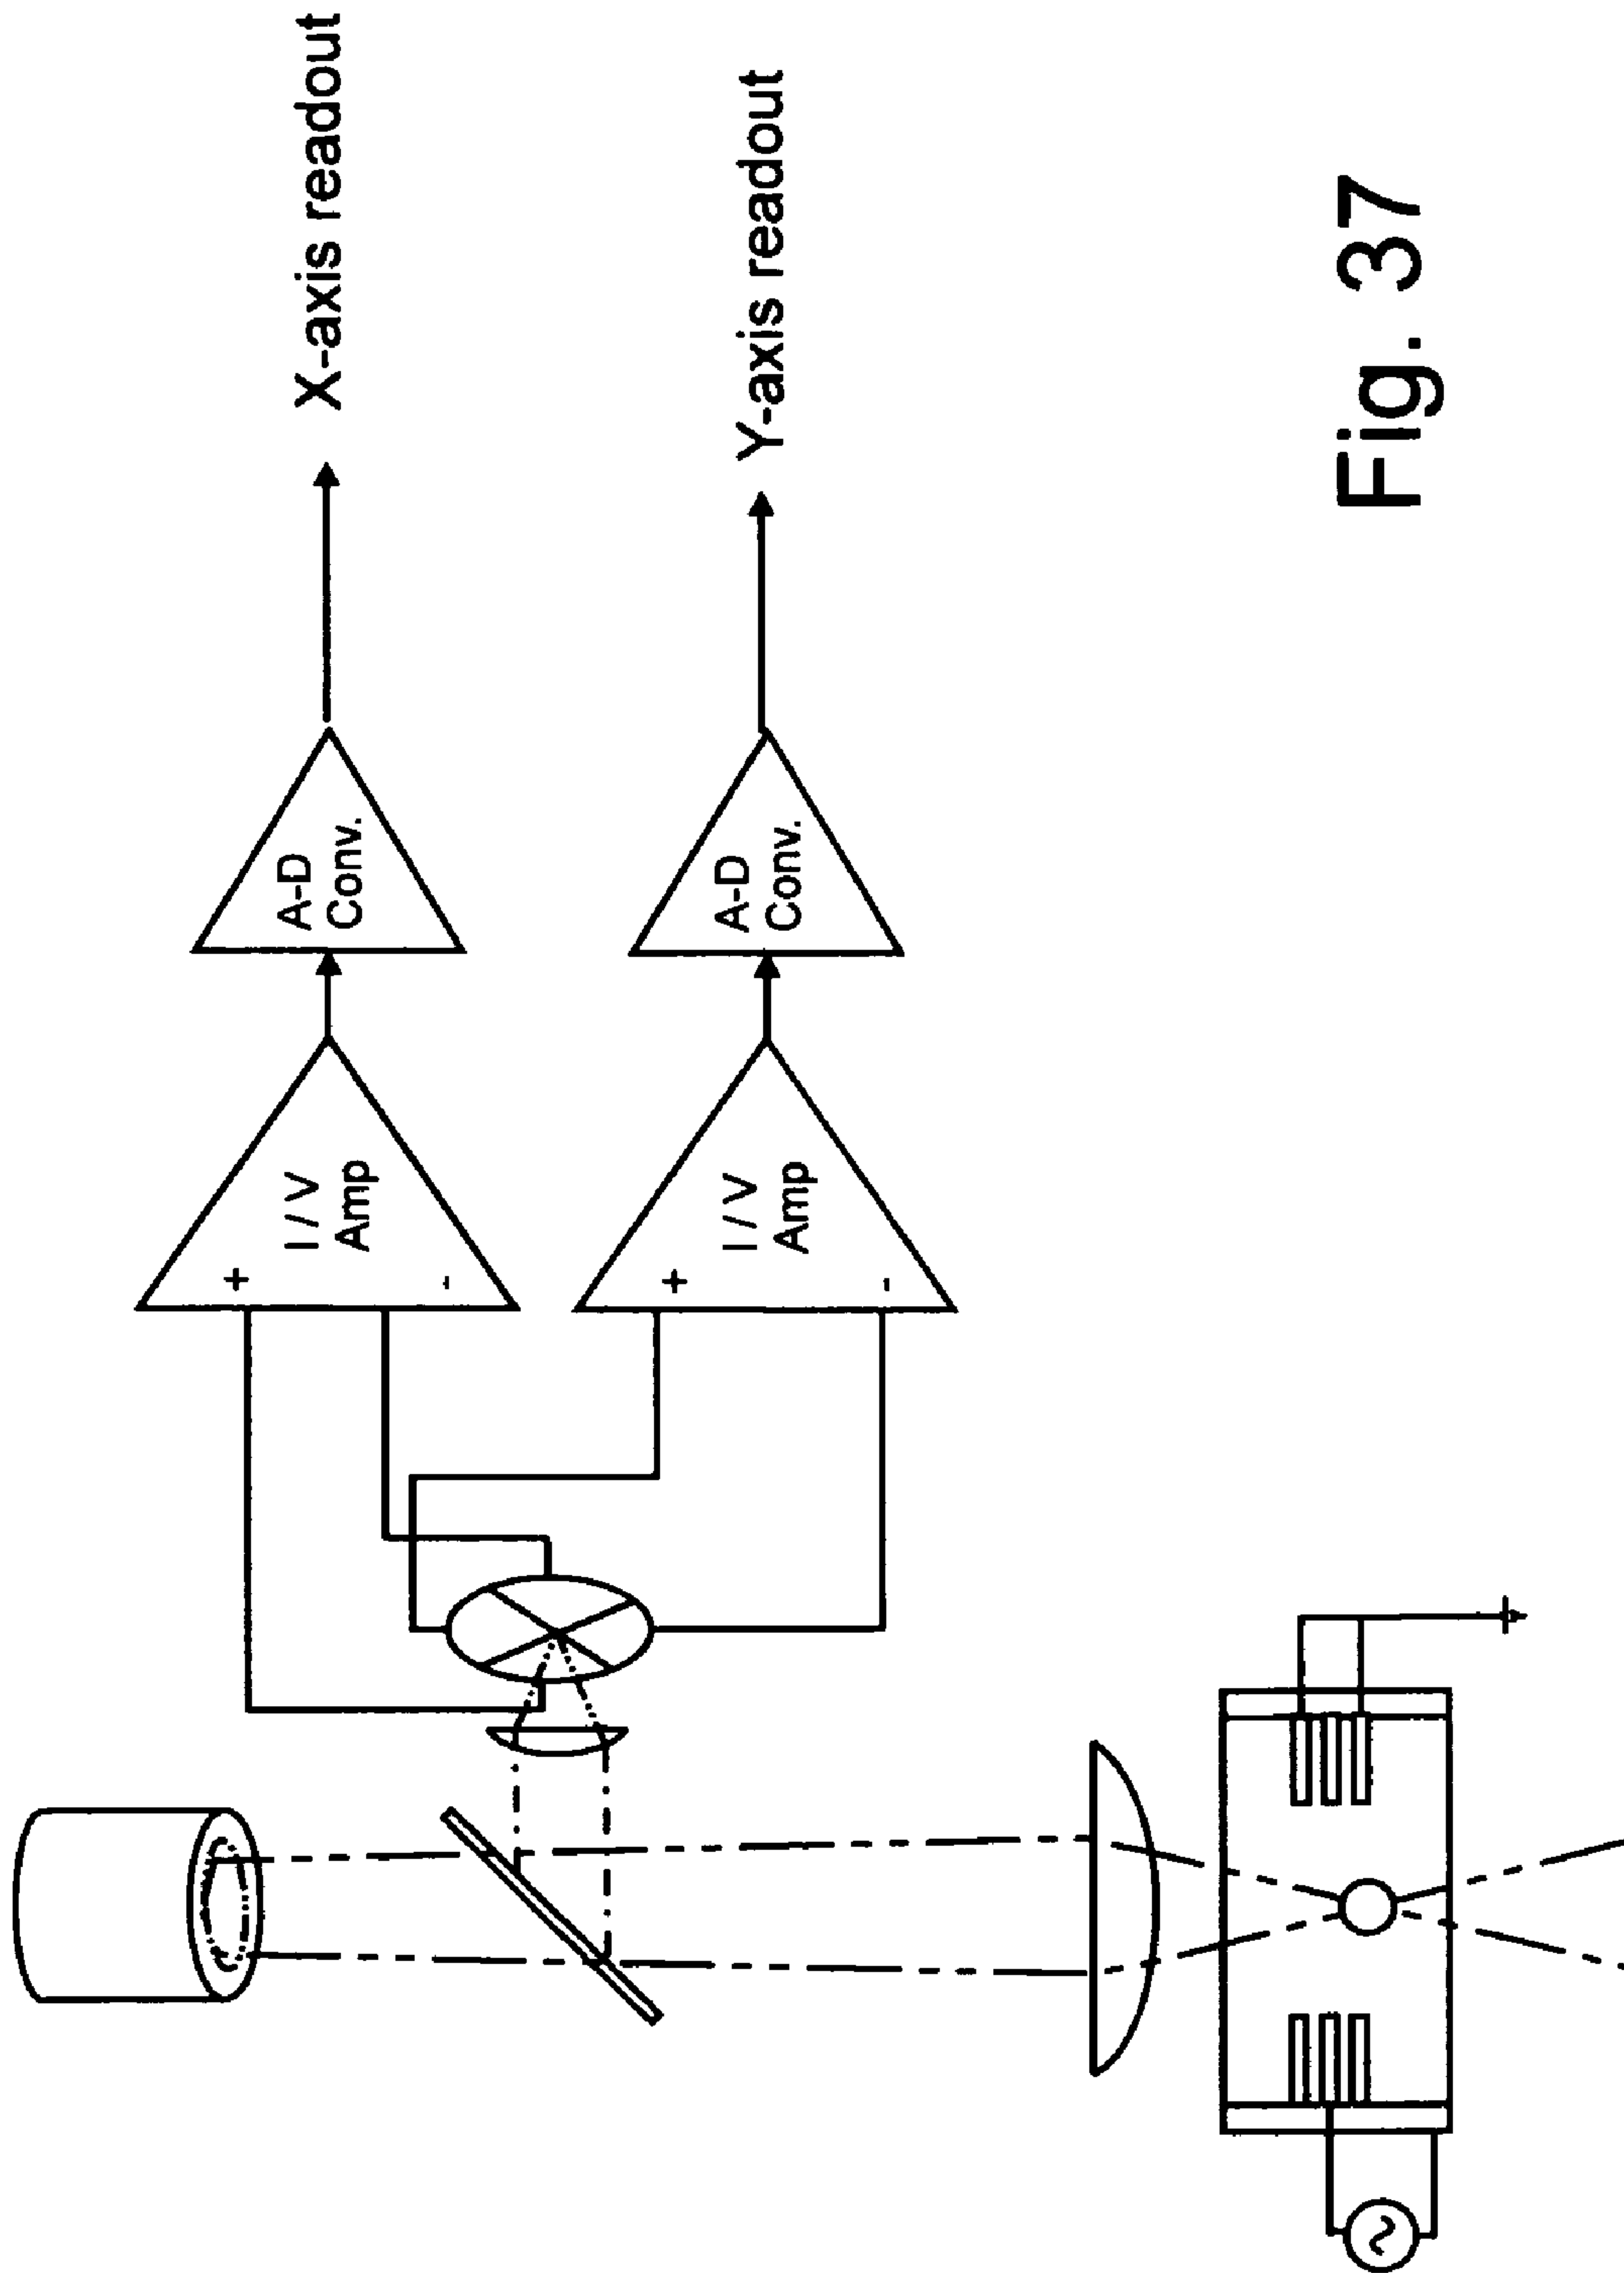 X-axis readout
A-D
Conv.
I / V
Amp
+
-
Y-axis readout
A-D
Conv.
I / V
Amp
+
-
Fig. 37